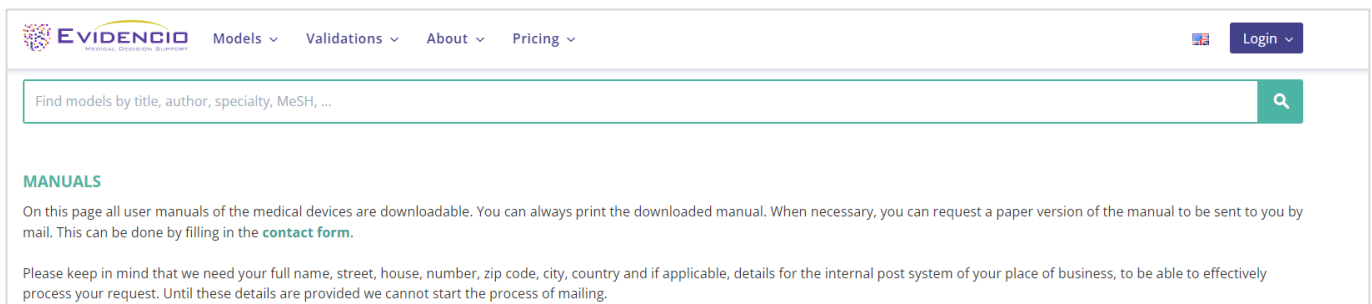 EVIDENCIO Models Validations About Pricing Login
MEDICAL DECISION SUPPORT
Find models by title, author, specialty, MeSH, ...
MANUALS
On this page all user manuals of the medical devices are downloadable. You can always print the downloaded manual. When necessary, you can request a paper version of the manual to be sent to you by
mail. This can be done by filling in the contact form.
Please keep in mind that we need your full name, street, house, number, zip code, city, country and if applicable, details for the internal post system of your place of business, to be able to effectively
process your request. Until these details are provided we cannot start the process of mailing.